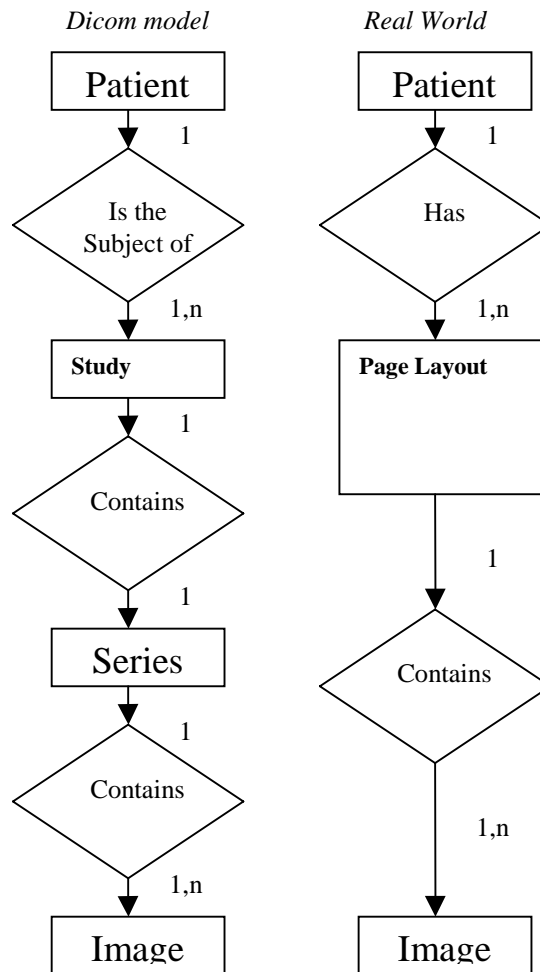 Dicom model
Patient
1
Is the
Subject of
1,n
Study
1
Contains
1
Series
1
Contains
1,n
Image
Real World
Patient
1
Has
1,n
Page Layout
1
Contains
1,n
Image